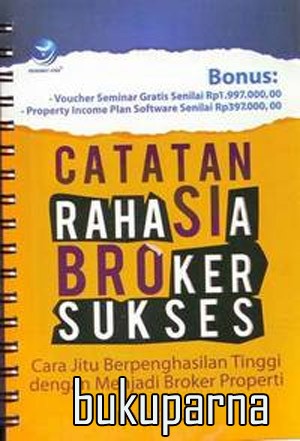 Bonus:
- Voucher Seminar Gratis Senilai Rp1.997.000,00
- Property Income Plan Software Senilai Rp397.000,00
CATATAN
RAHASIA
BROKER
SUKSES
Cara Jitu Berpenghasilan Tinggi
dengan Menjadi Broker Properti
bukuparna